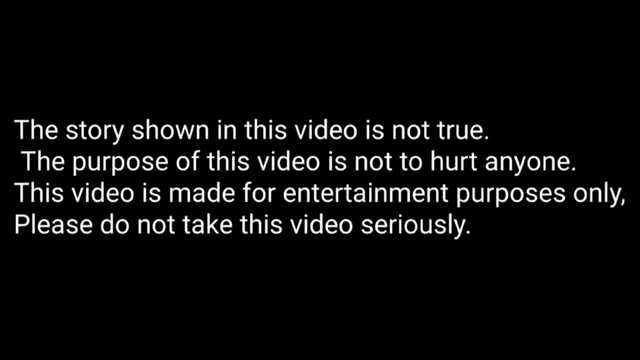 The story shown in this video is not true.
The purpose of this video is not to hurt anyone.
This video is made for entertainment purposes only,
Please do not take this video seriously.